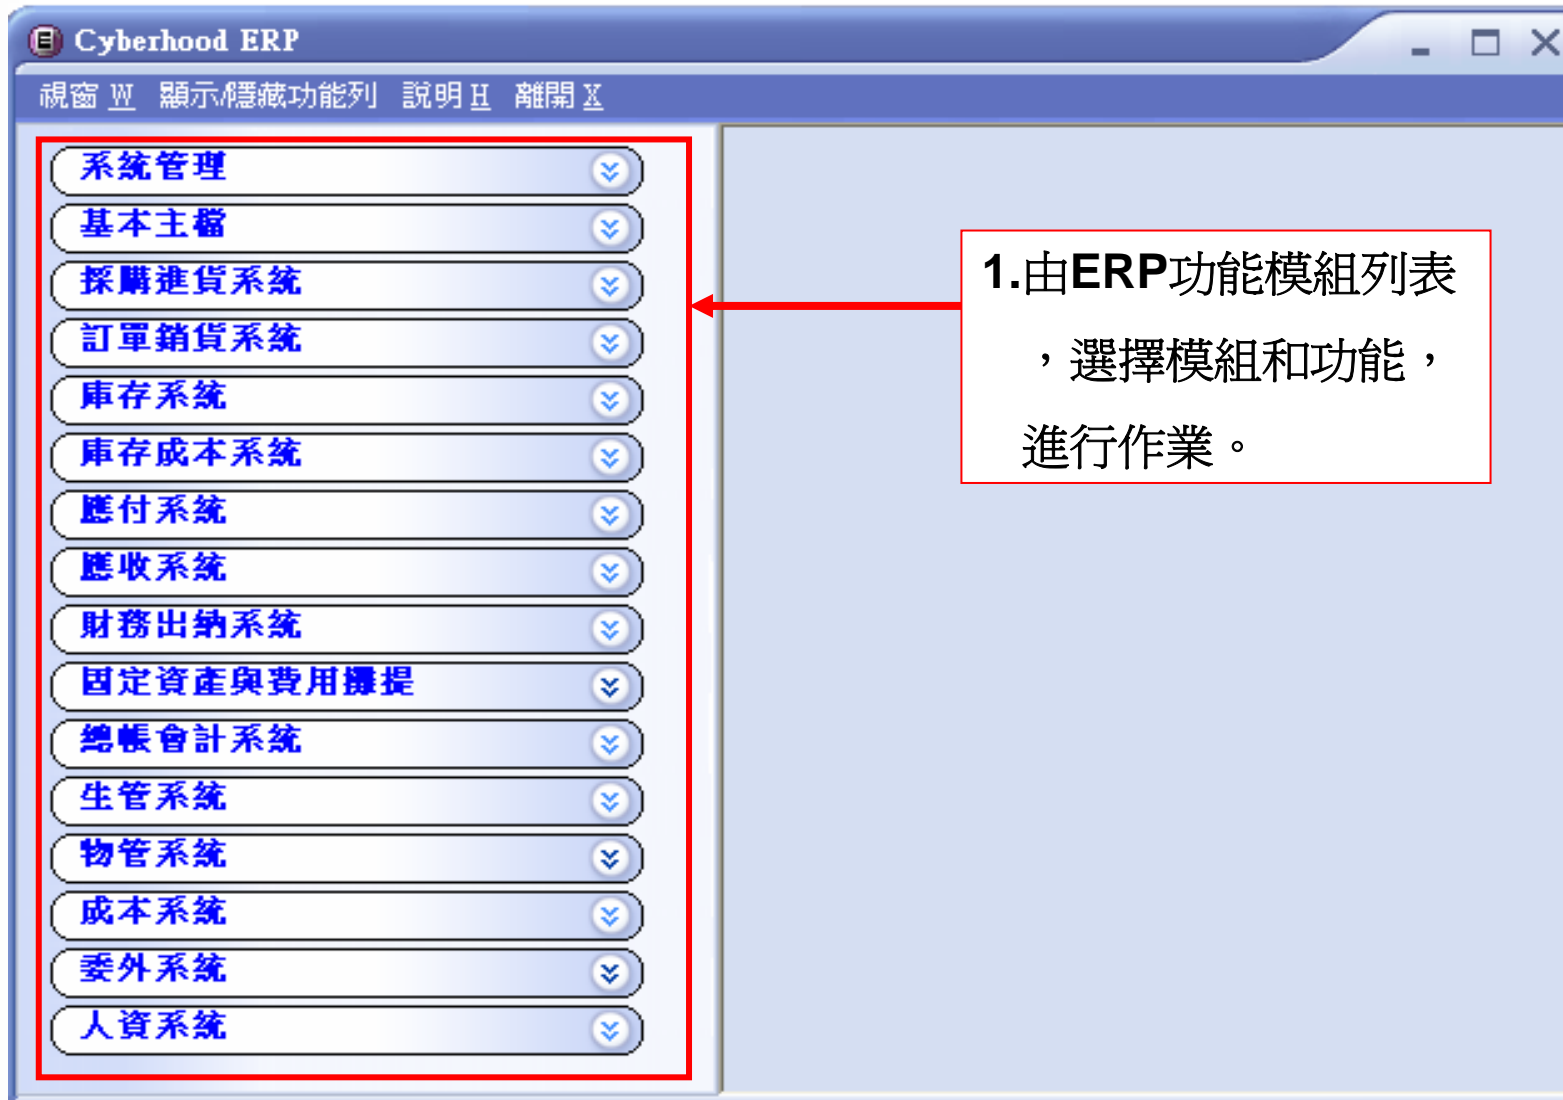 Cyberhood ERP
視窗 W 顯示/隱藏功能列 說明 H 離開 X
系統管理
基本主檔
採購進貨系統
訂單銷貨系統
庫存系統
庫存成本系統
應付系統
應收系統
財務出納系統
固定資產與費用攤提
總帳會計系統
生管系統
物管系統
成本系統
委外系統
人資系統
1.由ERP功能模組列表
，選擇模組和功能，
進行作業。